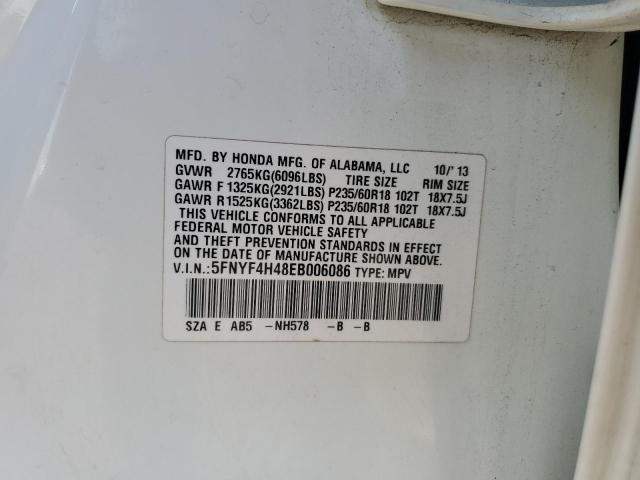 MFD. BY HONDA MFG. OF ALABAMA, LLC 10/'13
GVWR 2765KG(6096LBS) TIRE SIZE RIM SIZE
GAWR F 1325KG(2921LBS) P235/60R18 102T 18X7.5J
GAWR R1525KG(3362LBS) P235/60R18 102T 18X7.5J
THIS VEHICLE CONFORMS TO ALL APPLICABLE
FEDERAL MOTOR VEHICLE SAFETY
AND THEFT PREVENTION STANDARDS IN EFFECT
ON THE DATE OF MANUFACTURE SHOWN ABOVE.
V.I.N.:5FNYF4H48EB006086 TYPE: MPV
SZA E AB5 -NH578 -B -B